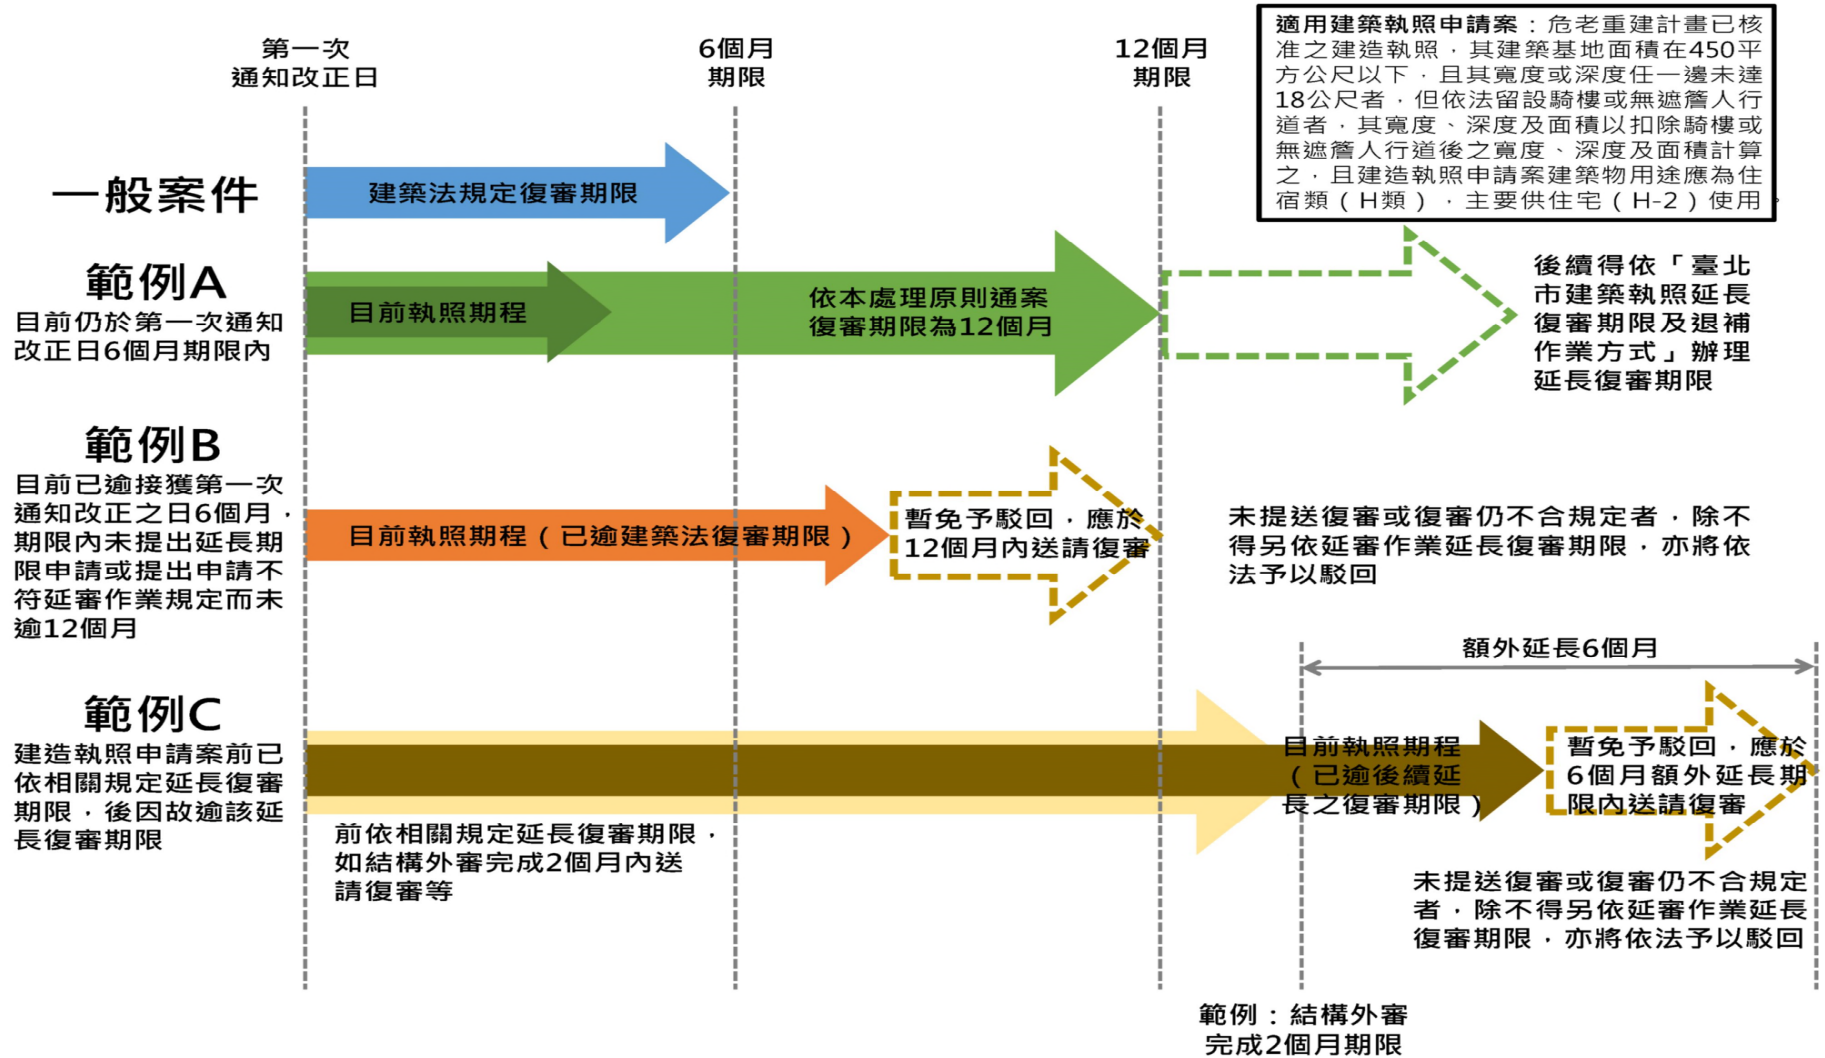 第一次
通知改正日
6個月
期限
12個月
期限
適用建築執照申請案：危老重建計畫已核
准之建造執照，其建築基地面積在450平
方公尺以下，且其寬度或深度任一邊未達
18公尺者，但依法留設騎樓或無遮簷人行
道者，其寬度、深度及面積以扣除騎樓或
無遮簷人行道後之寬度、深度及面積計算
之，且建造執照申請案建築物用途應為住
宿類（H類），主要供住宅（H-2）使用。
一般案件
建築法規定復審期限
範例A
目前仍於第一次通知
改正日6個月期限內
目前執照期程
依本處理原則通案
復審期限為12個月
後續得依「臺北
市建築執照延長
復審期限及退補
作業方式」辦理
延長復審期限
範例B
目前已逾接獲第一次
通知改正之日6個月，
期限內未提出延長期
限申請或提出申請不
符延審作業規定而未
逾12個月
目前執照期程（已逾建築法復審期限）
暫免予駁回，應於
12個月內送請復審
未提送復審或復審仍不合規定者，除不
得另依延審作業延長復審期限，亦將依
法予以駁回
額外延長6個月
範例C
建造執照申請案前已
依相關規定延長復審
期限，後因故逾該延
長復審期限
目前執照期程
（已逾後續延
長之復審期限）
暫免予駁回，應於
6個月額外延長期
限內送請復審
前依相關規定延長復審期限，
如結構外審完成2個月內送
請復審等
未提送復審或復審仍不合規定
者，除不得另依延審作業延長
復審期限，亦將依法予以駁回
範例：結構外審
完成2個月期限